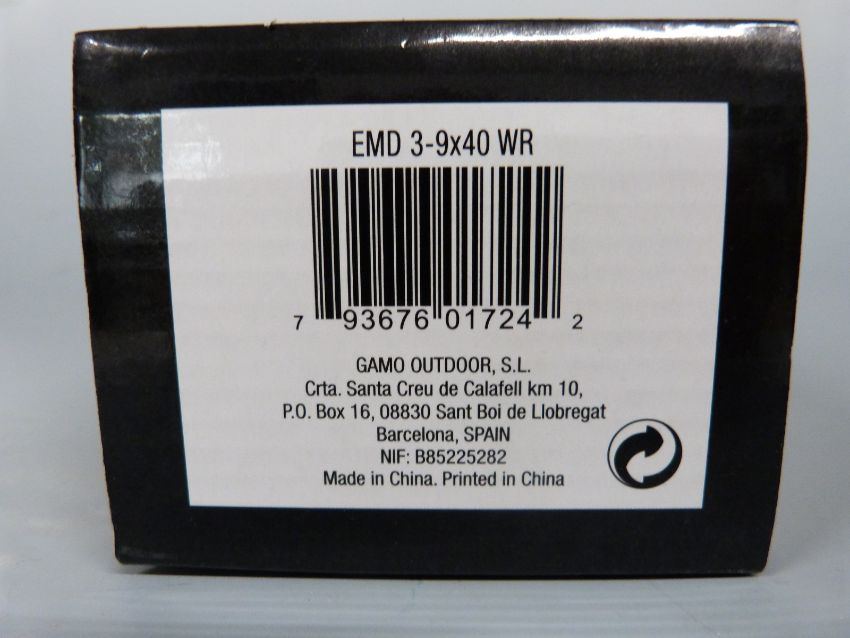 EMD 3-9x40 WR
7 93676 01724 2
GAMO OUTDOOR, S.L.
Crta. Santa Creu de Calafell km 10,
P.O. Box 16, 08830 Sant Boi de Llobregat
Barcelona, SPAIN
NIF: B85225282
Made in China. Printed in China